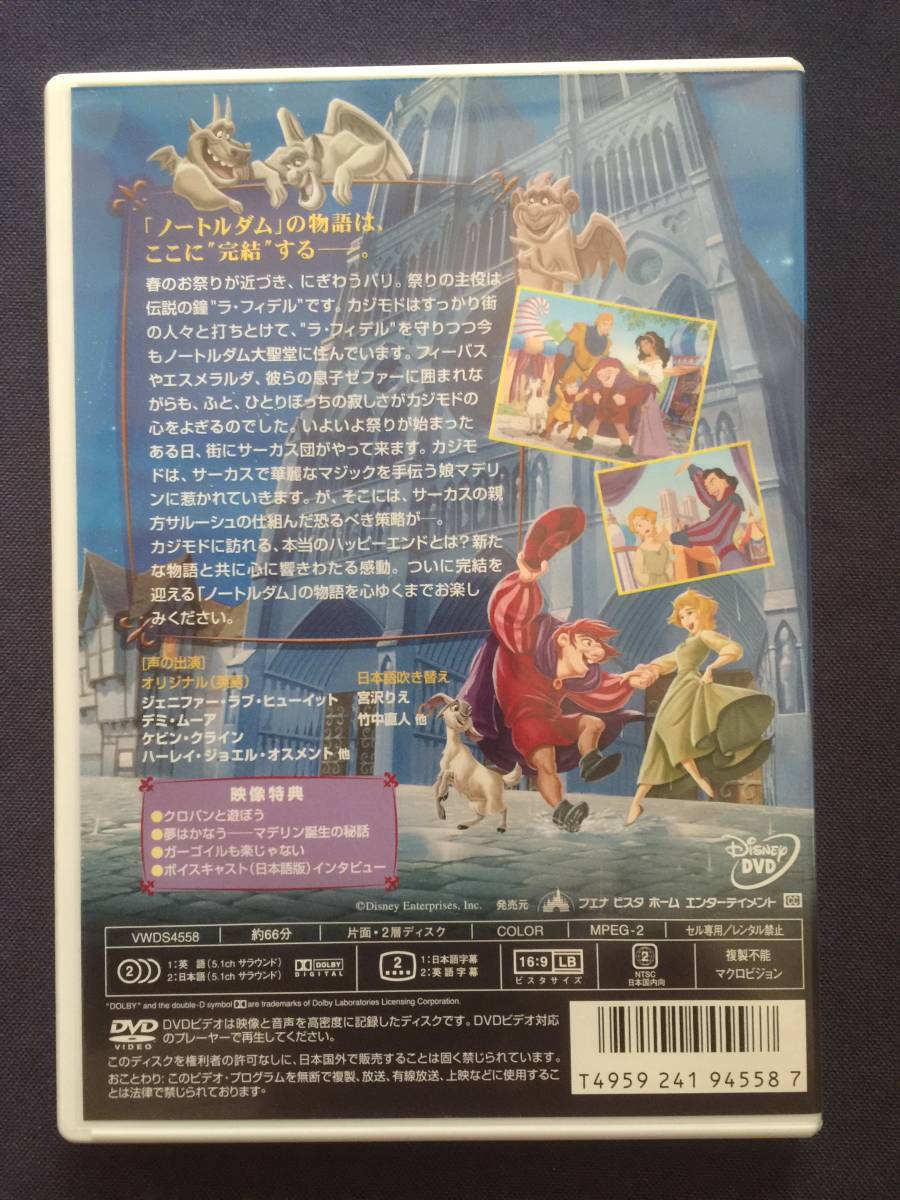 「ノートルダム」の物語は、
ここに"完結"する──。
春のお祭りが近づき、にぎわうパリ。祭りの主役は
伝説の鐘"ラ・フィデル"です。カジモドはすっかり街
の人々と打ちとけて、"ラ・フィデル"を守りつつ今
もノートルダム大聖堂に住んでいます。フィーバス
やエスメラルダ、彼らの息子ゼファーに囲まれな
がらも、ふと、ひとりぼっちの寂しさがカジモドの
心をよぎるのでした。いよいよ祭りが始まった
ある日、街にサーカス団がやって来ます。カジモ
ドは、サーカスで華麗なマジックを手伝う娘マデリ
ンに惹かれていきます。が、そこには、サーカスの親
方サルーシュの仕組んだ恐るべき策略が─。
カジモドに訪れる、本当のハッピーエンドとは?新た
な物語と共に心に響きわたる感動。ついに完結を
迎える「ノートルダム」の物語を心ゆくまでお楽し
みください。
[声の出演]
オリジナル(英語)
ジェニファー・ラブ・ヒューイット
デミ・ムーア
ケビン・クライン
ハーレイ・ジョエル・オスメント 他
日本語吹き替え
宮沢りえ
竹中直人 他
映像特典
●クロパンと遊ぼう
●夢はかなう──マデリン誕生の秘話
●ガーゴイルも楽じゃない
●ボイスキャスト(日本語版)インタビュー
Disney DVD
©Disney Enterprises, Inc. 発売元 ブエナ ビスタ ホーム エンターテイメント CC
VWDS4558 約66分 片面・2層ディスク COLOR MPEG-2 セル専用/レンタル禁止
2 1:英 語(5.1ch サラウンド) 2:日本語(5.1ch サラウンド)
DOLBY DIGITAL
2 1:日本語字幕 2:英語字幕
16:9 LB ビスタサイズ
2 NTSC 日本国内向
複製不能 マクロビジョン
"DOLBY" and the double-D symbol are trademarks of Dolby Laboratories Licensing Corporation.
DVD VIDEO
DVDビデオは映像と音声を高密度に記録したディスクです。DVDビデオ対応
のプレーヤーで再生してください。
このディスクを権利者の許可なしに、日本国外で販売することは固く禁じられています。
おことわり:このビデオ・プログラムを無断で複製、放送、有線放送、上映などに使用するこ
とは法律で禁じられております。
T4959 241 94558 7